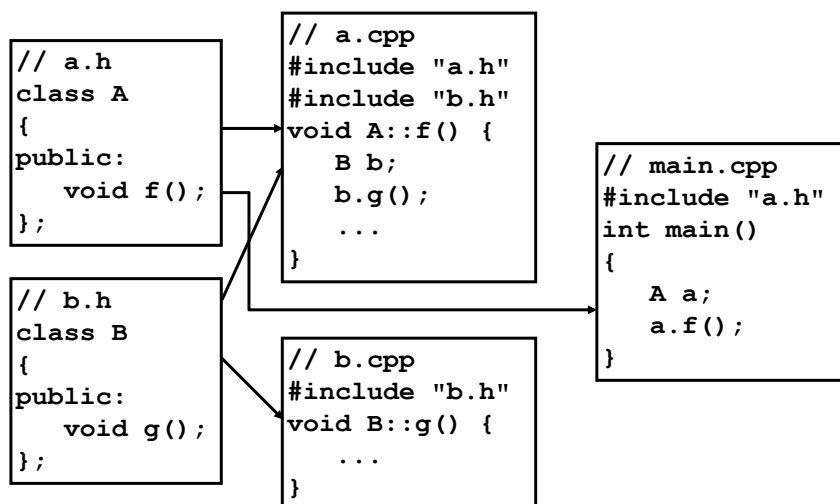 // a.h
class A
{
public:
   void f();
};
// b.h
class B
{
public:
   void g();
};
// a.cpp
#include "a.h"
#include "b.h"
void A::f() {
   B b;
   b.g();
   ...
}
// b.cpp
#include "b.h"
void B::g() {
   ...
}
// main.cpp
#include "a.h"
int main()
{
   A a;
   a.f();
}